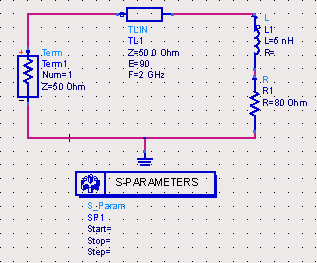 Term
Term1
Num=1
Z=50 Ohm
TLIN
TL1
Z=50.0 Ohm
E=90
F=2 GHz
L
L1
L=5 nH
R=
R
R1
R=80 Ohm
S-PARAMETERS
S_Param
SP1
Start=
Stop=
Step=